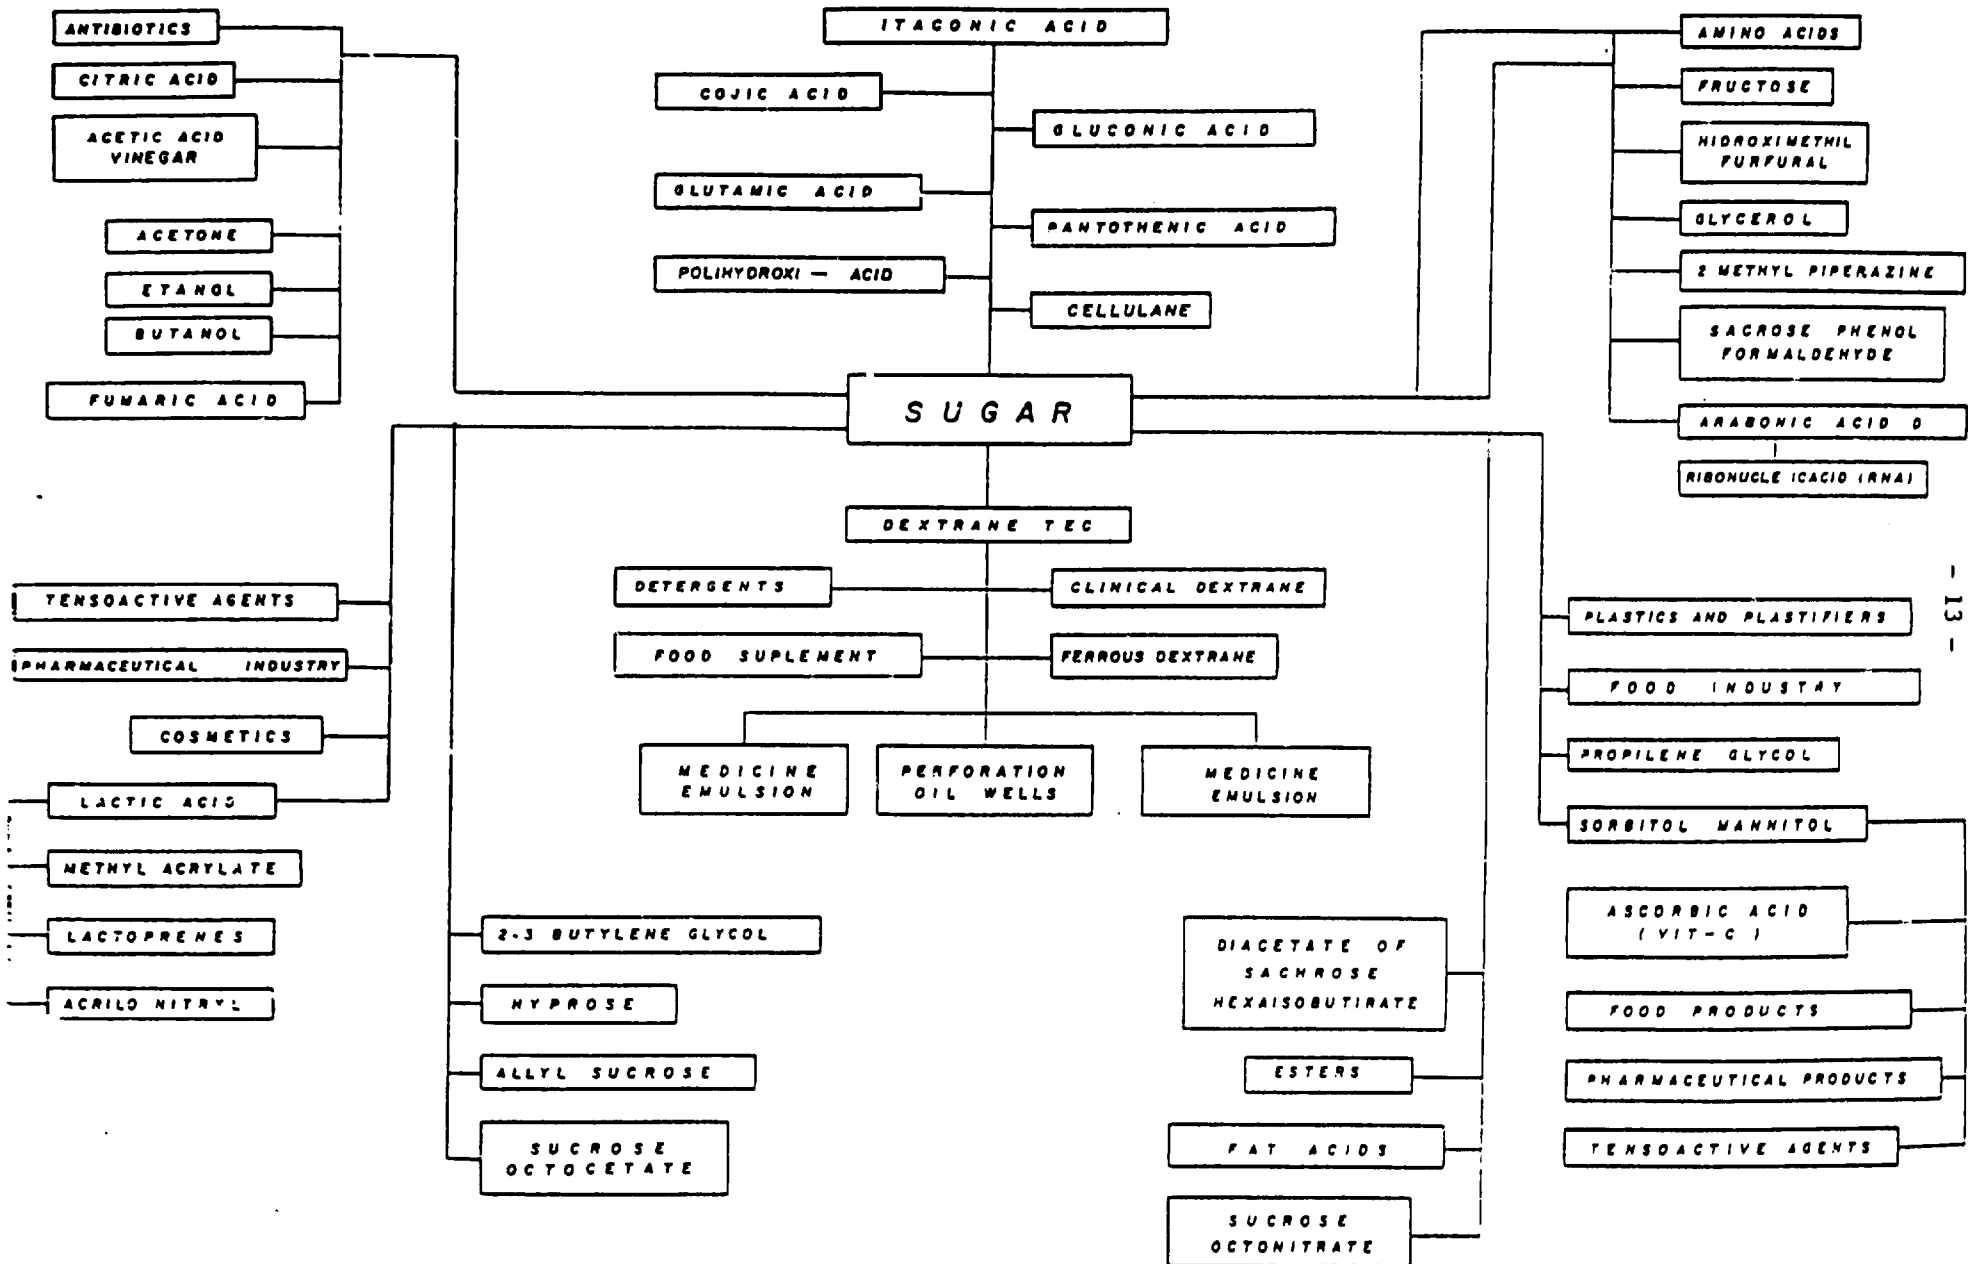 ANTIBIOTICS
CITRIC ACID
ACETIC ACID
VINEGAR
ACETONE
ETANOL
BUTANOL
FUMARIC ACID
ITACONIC ACID
COJIC ACID
GLUCONIC ACID
GLUTAMIC ACID
PANTOTHENIC ACID
POLIHYDROXI — ACID
CELLULANE
AMINO ACIDS
FRUCTOSE
HIDROXIMETHIL
FURFURAL
GLYCEROL
2 METHYL PIPERAZINE
SACROSE PHENOL
FORMALDEHYDE
ARABONIC ACID D
RIBONUCLE ICACID (RNA)
SUGAR
DEXTRANE TEC
DETERGENTS
CLINICAL DEXTRANE
FOOD SUPLEMENT
FERROUS DEXTRANE
MEDICINE
EMULSION
PERFORATION
OIL WELLS
MEDICINE
EMULSION
TENSOACTIVE AGENTS
PHARMACEUTICAL INDUSTRY
COSMETICS
LACTIC ACID
METHYL ACRYLATE
LACTOPRENES
ACRILO NITRYL
2-3 BUTYLENE GLYCOL
HYPROSE
ALLYL SUCROSE
SUCROSE
OCTOCETATE
DIACETATE OF
SACHROSE
HEXAISOBUTIRATE
ESTERS
FAT ACIDS
SUCROSE
OCTONITRATE
PLASTICS AND PLASTIFIERS
FOOD INDUSTRY
PROPILENE GLYCOL
SORBITOL MANNITOL
ASCORBIC ACID
(VIT-C)
FOOD PRODUCTS
PHARMACEUTICAL PRODUCTS
TENSOACTIVE AGENTS
- 13 -